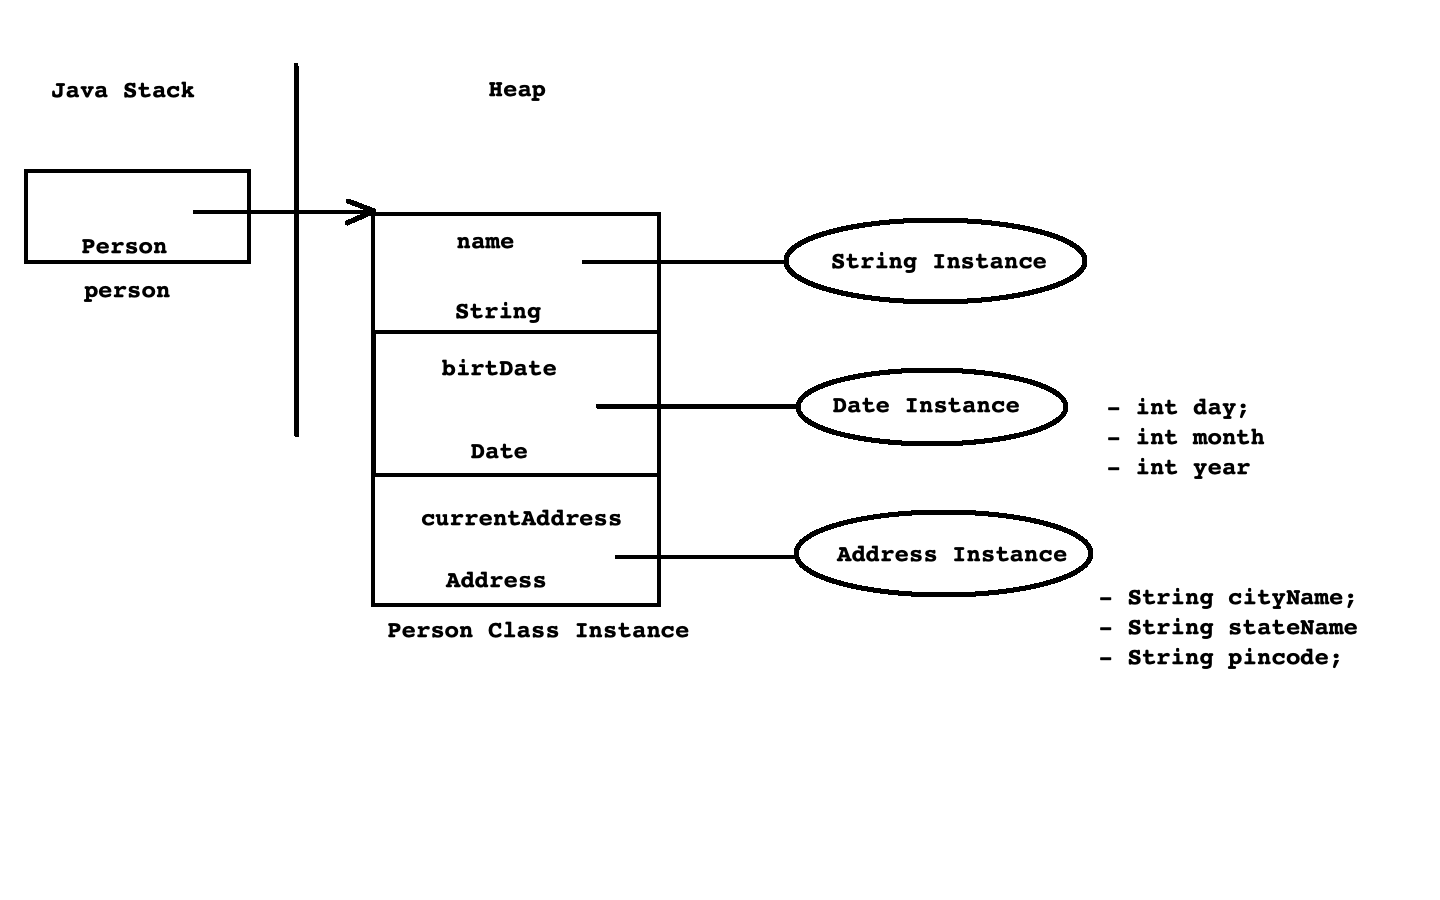 Java Stack
Heap
Person
person
name
String
birtDate
Date
currentAddress
Address
Person Class Instance
String Instance
Date Instance
- int day;
- int month
- int year
Address Instance
- String cityName;
- String stateName
- String pincode;